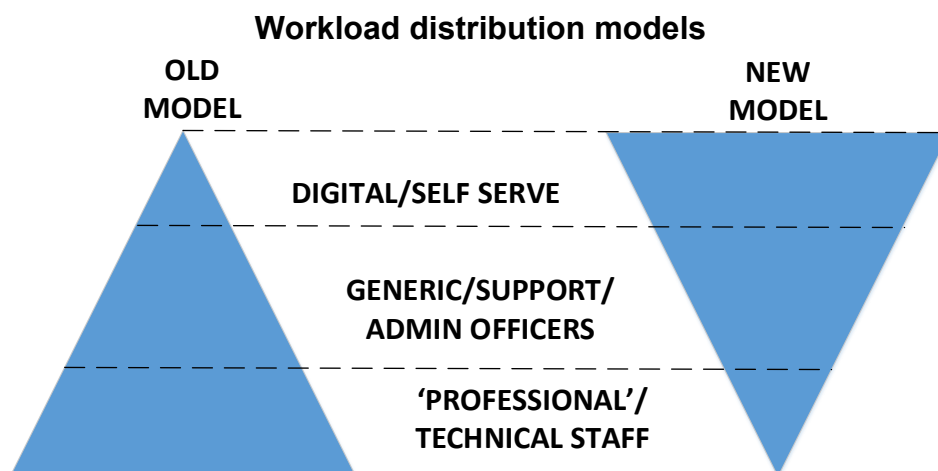 Workload distribution models
OLD
MODEL
NEW
MODEL
DIGITAL/SELF SERVE
GENERIC/SUPPORT/
ADMIN OFFICERS
‘PROFESSIONAL’/
TECHNICAL STAFF